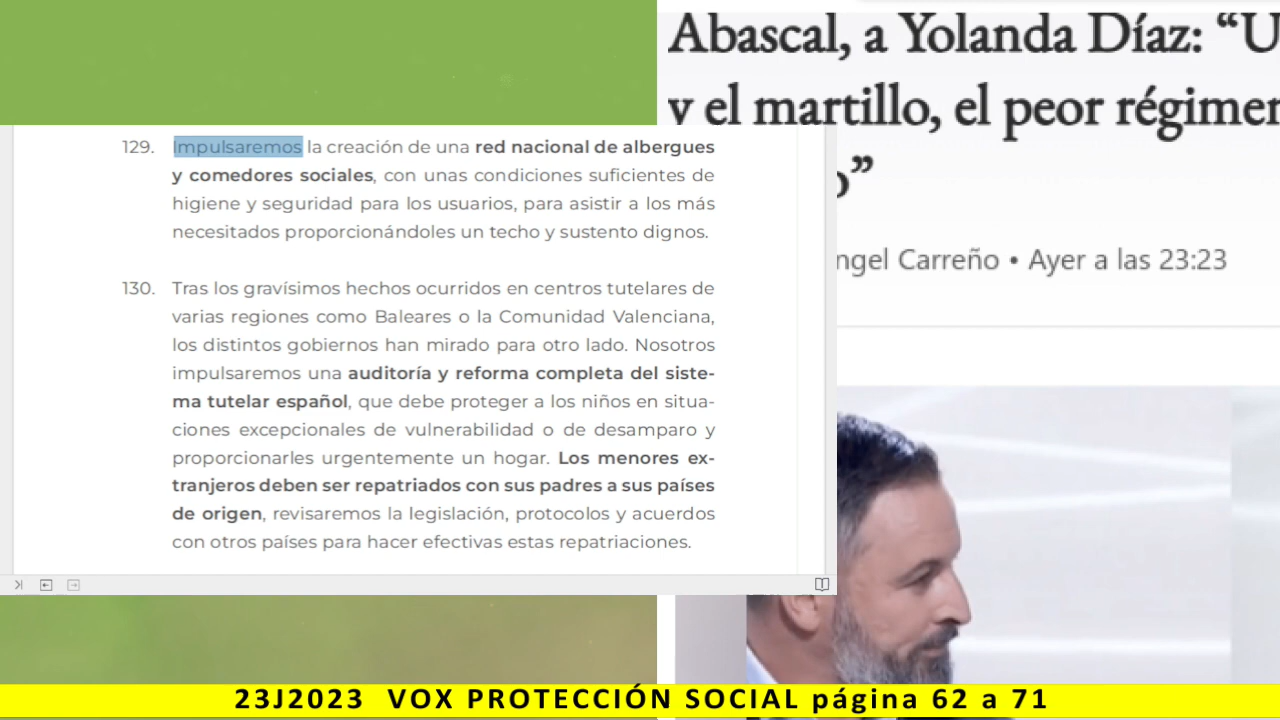 Abascal, a Yolanda Díaz: “U
y el martillo, el peor régimen
o”
ngel Carreño • Ayer a las 23:23
129. Impulsaremos la creación de una red nacional de albergues
y comedores sociales, con unas condiciones suficientes de
higiene y seguridad para los usuarios, para asistir a los más
necesitados proporcionándoles un techo y sustento dignos.
130. Tras los gravísimos hechos ocurridos en centros tutelares de
varias regiones como Baleares o la Comunidad Valenciana,
los distintos gobiernos han mirado para otro lado. Nosotros
impulsaremos una auditoría y reforma completa del siste-
ma tutelar español, que debe proteger a los niños en situa-
ciones excepcionales de vulnerabilidad o de desamparo y
proporcionarles urgentemente un hogar. Los menores ex-
tranjeros deben ser repatriados con sus padres a sus países
de origen, revisaremos la legislación, protocolos y acuerdos
con otros países para hacer efectivas estas repatriaciones.
23J2023 VOX PROTECCIÓN SOCIAL página 62 a 71